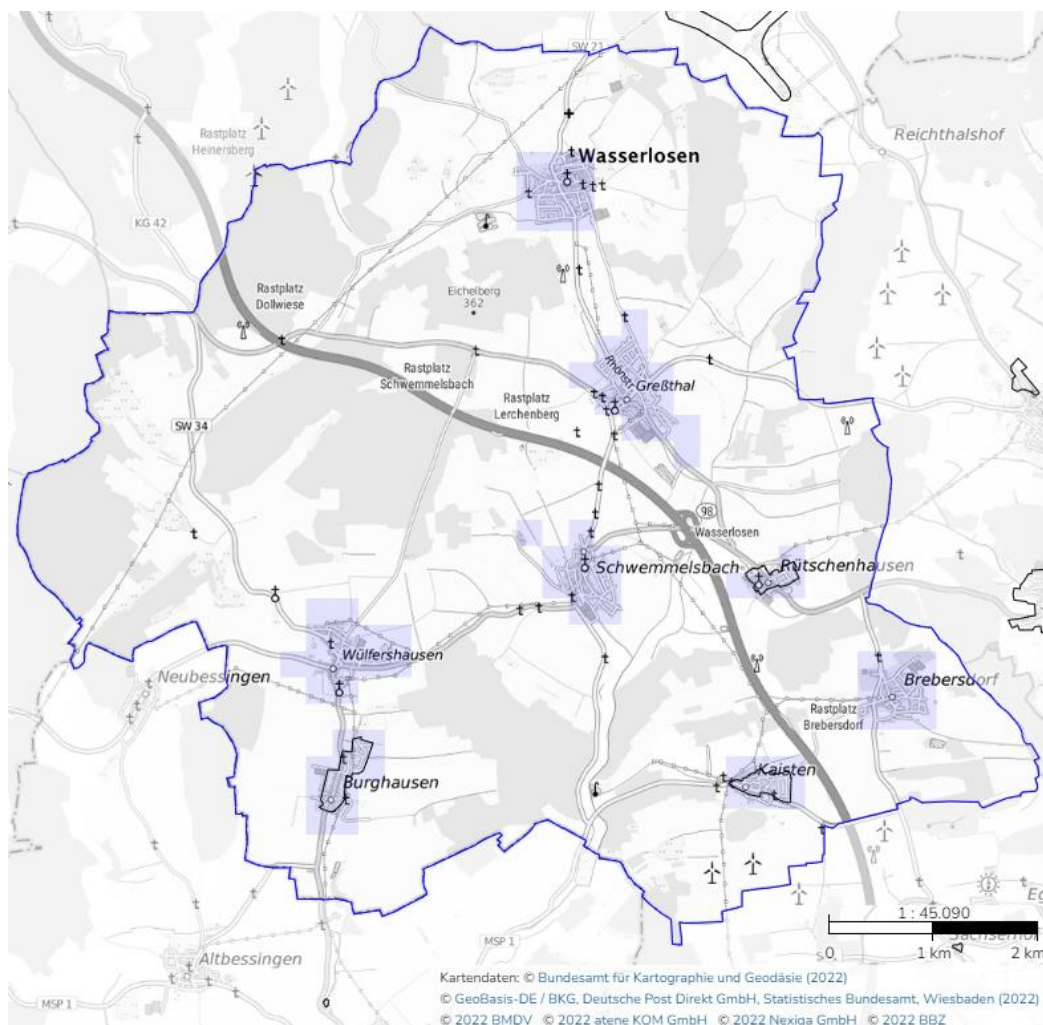 SW 21
Reichthalshof
Rastplatz
Heinersberg
Wasserlosen
KG 42
Rastplatz
Dollwiese
Eichelberg
362
Rhönstr.
Greßthal
Rastplatz
Schwemmelsbach
Rastplatz
Lerchenberg
SW 34
98
Wasserlosen
Schwemmelsbach
Rütschenhausen
Wülfershausen
Neubessingen
Brebersdorf
Rastplatz
Brebersdorf
Burghausen
Kaisten
1 : 45.090
0 1 km 2 km
MSP 1
Altbessingen
MSP 1
Kartendaten: © Bundesamt für Kartographie und Geodäsie (2022)
© GeoBasis-DE / BKG, Deutsche Post Direkt GmbH, Statistisches Bundesamt, Wiesbaden (2022)
© 2022 BMDV © 2022 atene KOM GmbH © 2022 Nexiga GmbH © 2022 BBZ